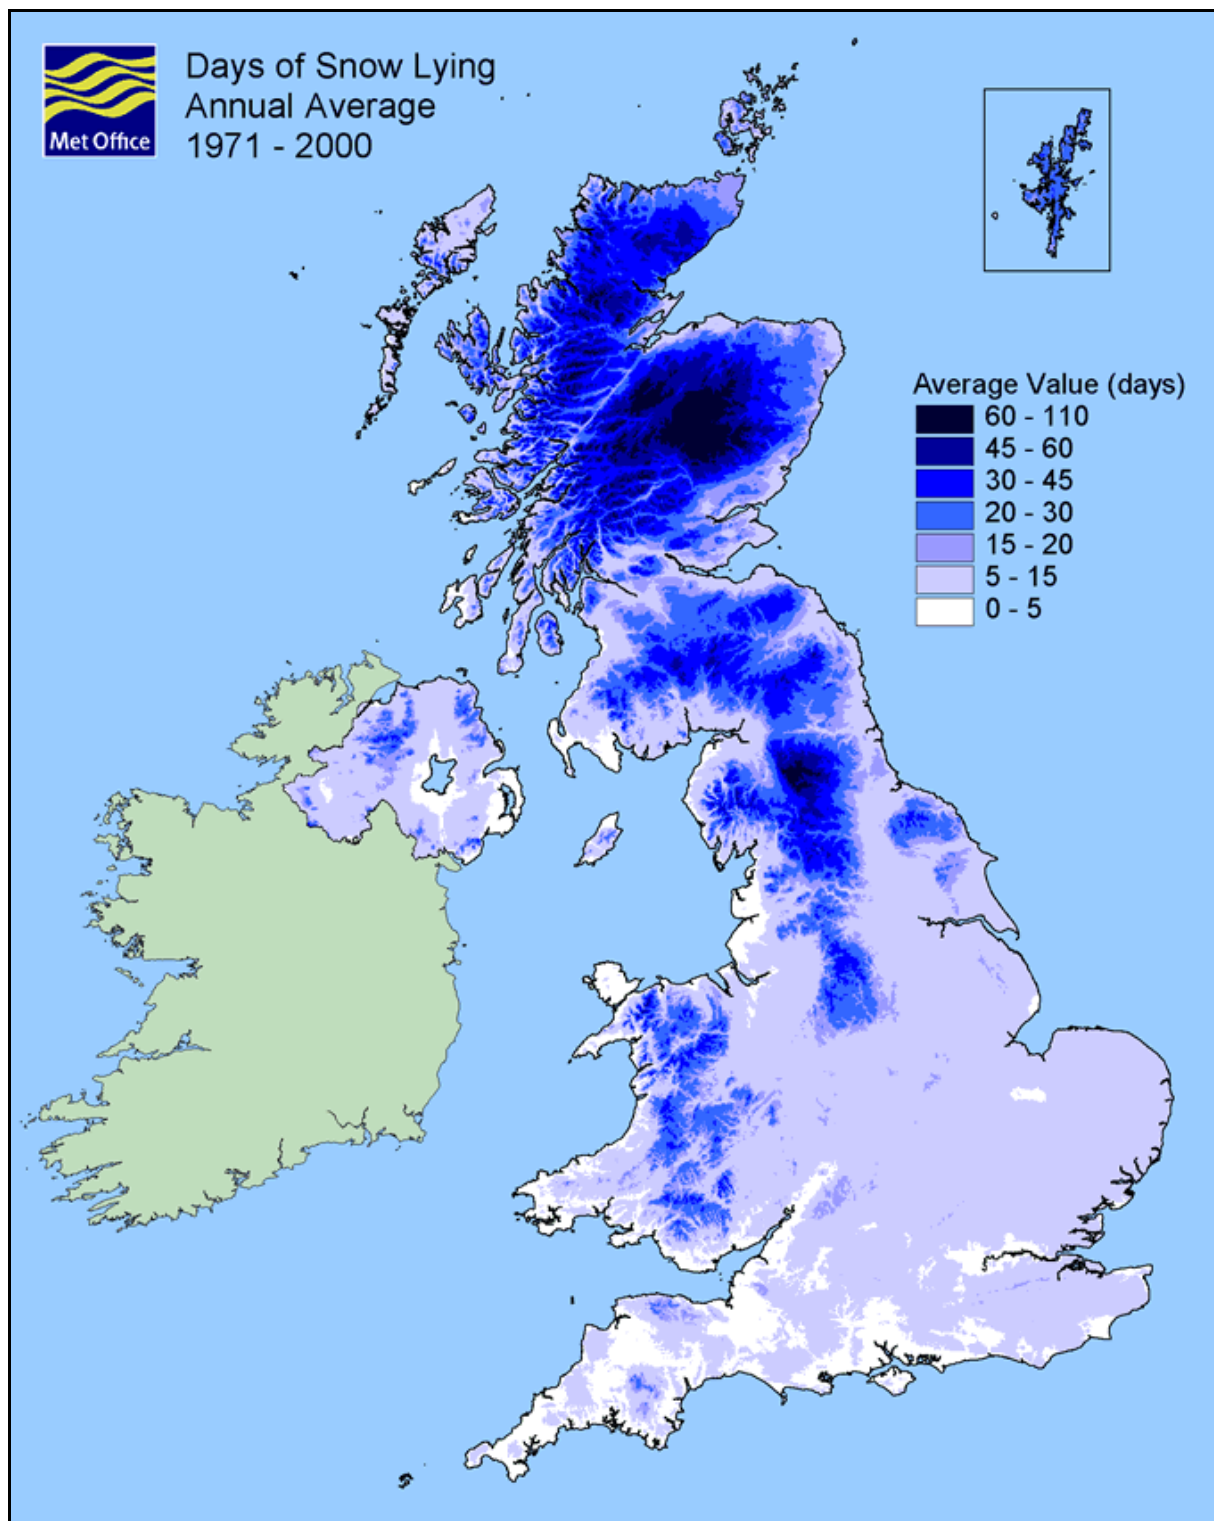 Met Office
Days of Snow Lying
Annual Average
1971 - 2000
Average Value (days)
60 - 110
45 - 60
30 - 45
20 - 30
15 - 20
5 - 15
0 - 5